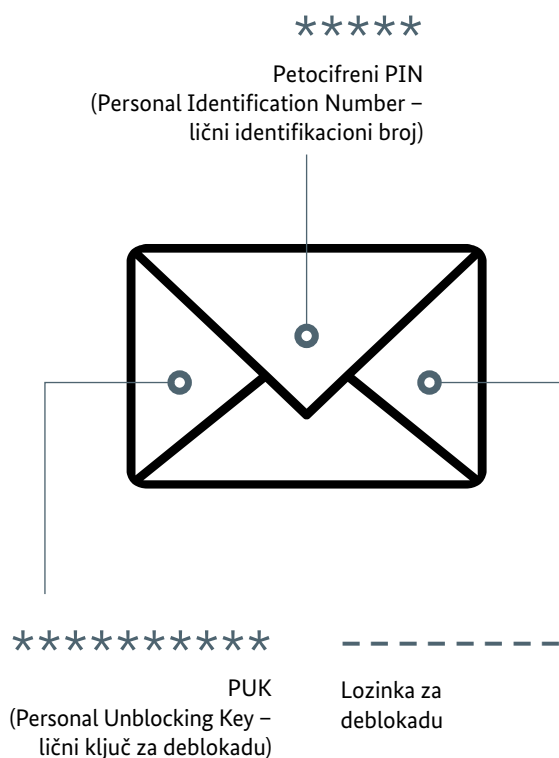 *****
Petocifreni PIN
(Personal Identification Number –
lični identifikacioni broj)
**********
PUK
(Personal Unblocking Key –
lični ključ za deblokadu)
Lozinka za
deblokadu